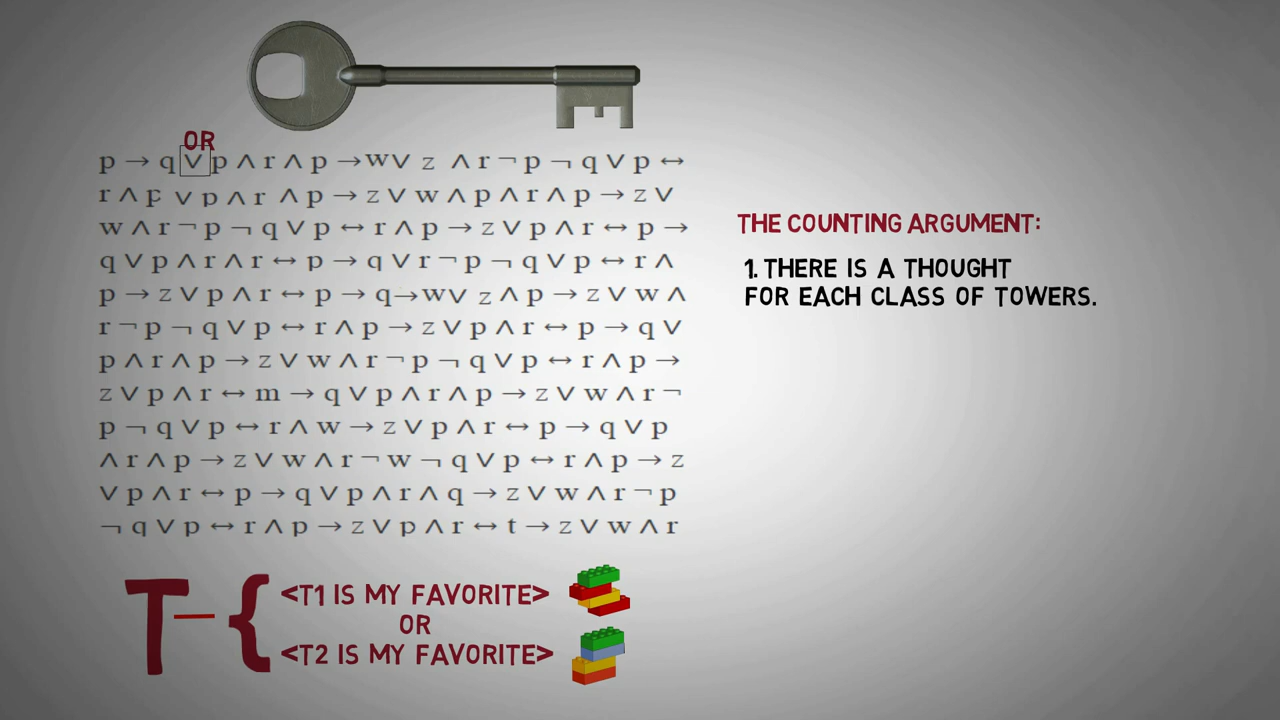 OR
p → q ∨ p ∧ r ∧ p → w ∨ z ∧ r ¬ p ¬ q ∨ p ↔
r ∧ p ∨ p ∧ r ∧ p → z ∨ w ∧ p ∧ r ∧ p → z ∨
w ∧ r ¬ p ¬ q ∨ p ↔ r ∧ p → z ∨ p ∧ r ↔ p →
q ∨ p ∧ r ∧ r ↔ p → q ∨ r ¬ p ¬ q ∨ p ↔ r ∧
p → z ∨ p ∧ r ↔ p → q → w ∨ z ∧ p → z ∨ w ∧
r ¬ p ¬ q ∨ p ↔ r ∧ p → z ∨ p ∧ r ↔ p → q ∨
p ∧ r ∧ p → z ∨ w ∧ r ¬ p ¬ q ∨ p ↔ r ∧ p →
z ∨ p ∧ r ↔ m → q ∨ p ∧ r ∧ p → z ∨ w ∧ r ¬
p ¬ q ∨ p ↔ r ∧ w → z ∨ p ∧ r ↔ p → q ∨ p
∧ r ∧ p → z ∨ w ∧ r ¬ w ¬ q ∨ p ↔ r ∧ p → z
∨ p ∧ r ↔ p → q ∨ p ∧ r ∧ q → z ∨ w ∧ r ¬ p
¬ q ∨ p ↔ r ∧ p → z ∨ p ∧ r ↔ t → z ∨ w ∧ r
T – {
<T1 IS MY FAVORITE>
OR
<T2 IS MY FAVORITE>
THE COUNTING ARGUMENT:
1. THERE IS A THOUGHT
FOR EACH CLASS OF TOWERS.